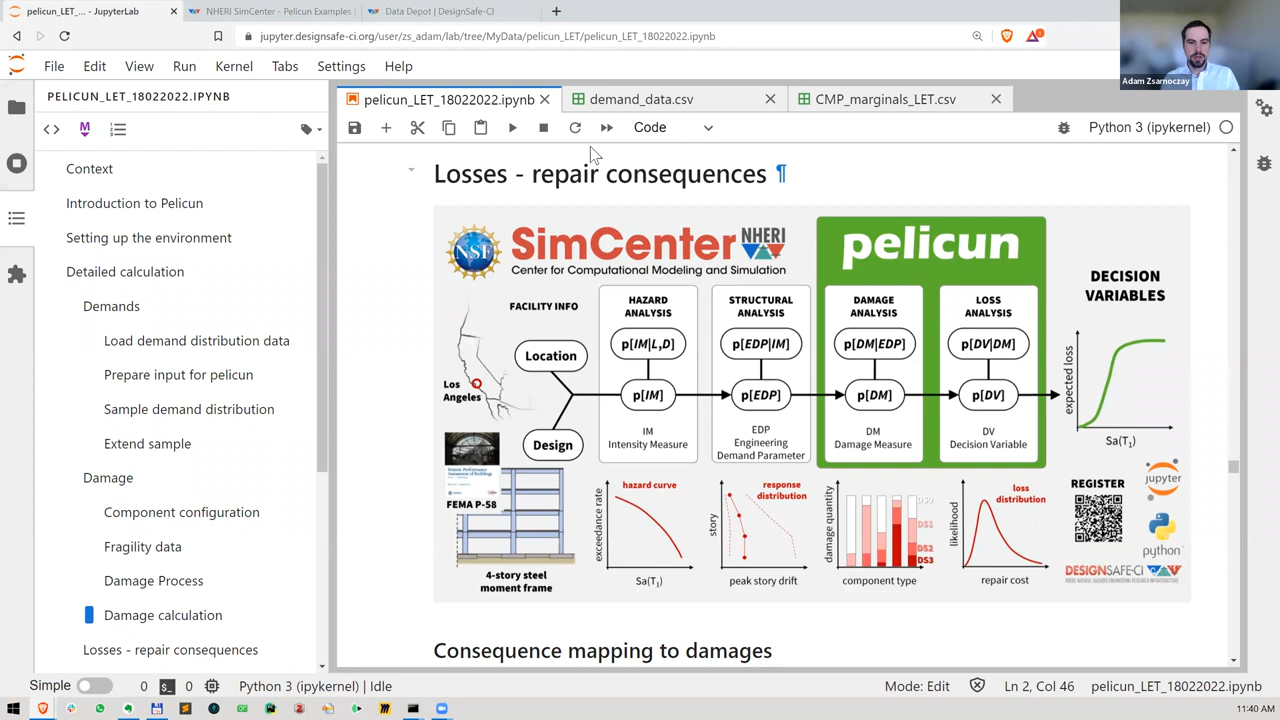 pelicun_LET_... - JupyterLab
NHERI SimCenter - Pelicun Examples
Data Depot | DesignSafe-CI
jupyter.designsafe-ci.org/user/zs_adam/lab/tree/MyData/pelicun_LET/pelicun_LET_18022022.ipynb
Adam Zsarnoczay
File Edit View Run Kernel Tabs Settings Help
PELICUN_LET_18022022.IPYNB
pelicun_LET_18022022.ipynb
demand_data.csv
CMP_marginals_LET.csv
Code
Python 3 (ipykernel)
Context
Introduction to Pelicun
Setting up the environment
Detailed calculation
Demands
Load demand distribution data
Prepare input for pelicun
Sample demand distribution
Extend sample
Damage
Component configuration
Fragility data
Damage Process
Damage calculation
Losses - repair consequences
Losses - repair consequences ¶
NSF
SimCenter NHERI
Center for Computational Modeling and Simulation
pelicun
DECISION
VARIABLES
FACILITY INFO
Location
Los
Angeles
Design
FEMA P-58
4-story steel
moment frame
HAZARD
ANALYSIS
p[IM|L,D]
p[IM]
IM
Intensity Measure
STRUCTURAL
ANALYSIS
p[EDP|IM]
p[EDP]
EDP
Engineering
Demand Parameter
DAMAGE
ANALYSIS
p[DM|EDP]
p[DM]
DM
Damage Measure
LOSS
ANALYSIS
p[DV|DM]
p[DV]
DV
Decision Variable
expected loss
Sa(T1)
hazard curve
exceedance rate
Sa(T1)
response
distribution
story
peak story drift
damage quantity
DS0
DS1
DS2
DS3
component type
loss
distribution
likelihood
repair cost
REGISTER
jupyter
python
DESIGNSAFE-CI
Consequence mapping to damages
Simple
0
0
Python 3 (ipykernel) | Idle
Mode: Edit
Ln 2, Col 46
pelicun_LET_18022022.ipynb
11:40 AM